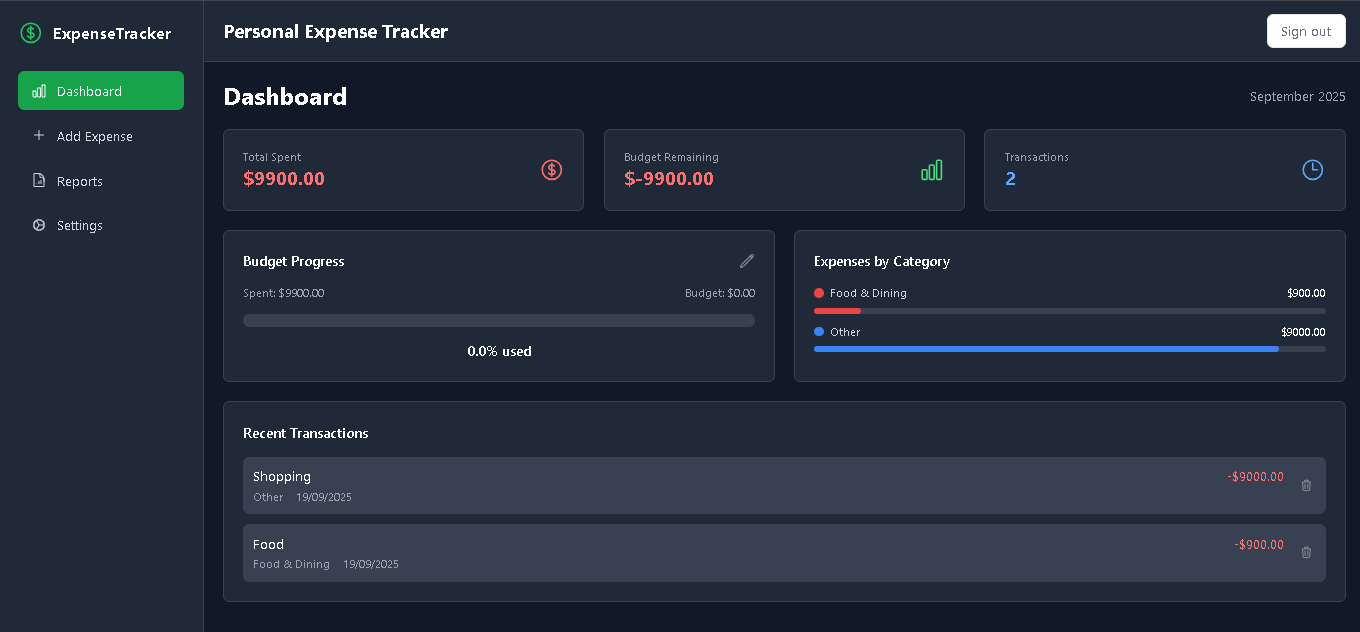 ExpenseTracker
Personal Expense Tracker
Sign out
Dashboard
Add Expense
Reports
Settings
Dashboard
September 2025
Total Spent
$9900.00
Budget Remaining
$-9900.00
Transactions
2
Budget Progress
Spent: $9900.00
Budget: $0.00
0.0% used
Expenses by Category
Food & Dining
$900.00
Other
$9000.00
Recent Transactions
Shopping
-$9000.00
Other 19/09/2025
Food
-$900.00
Food & Dining 19/09/2025